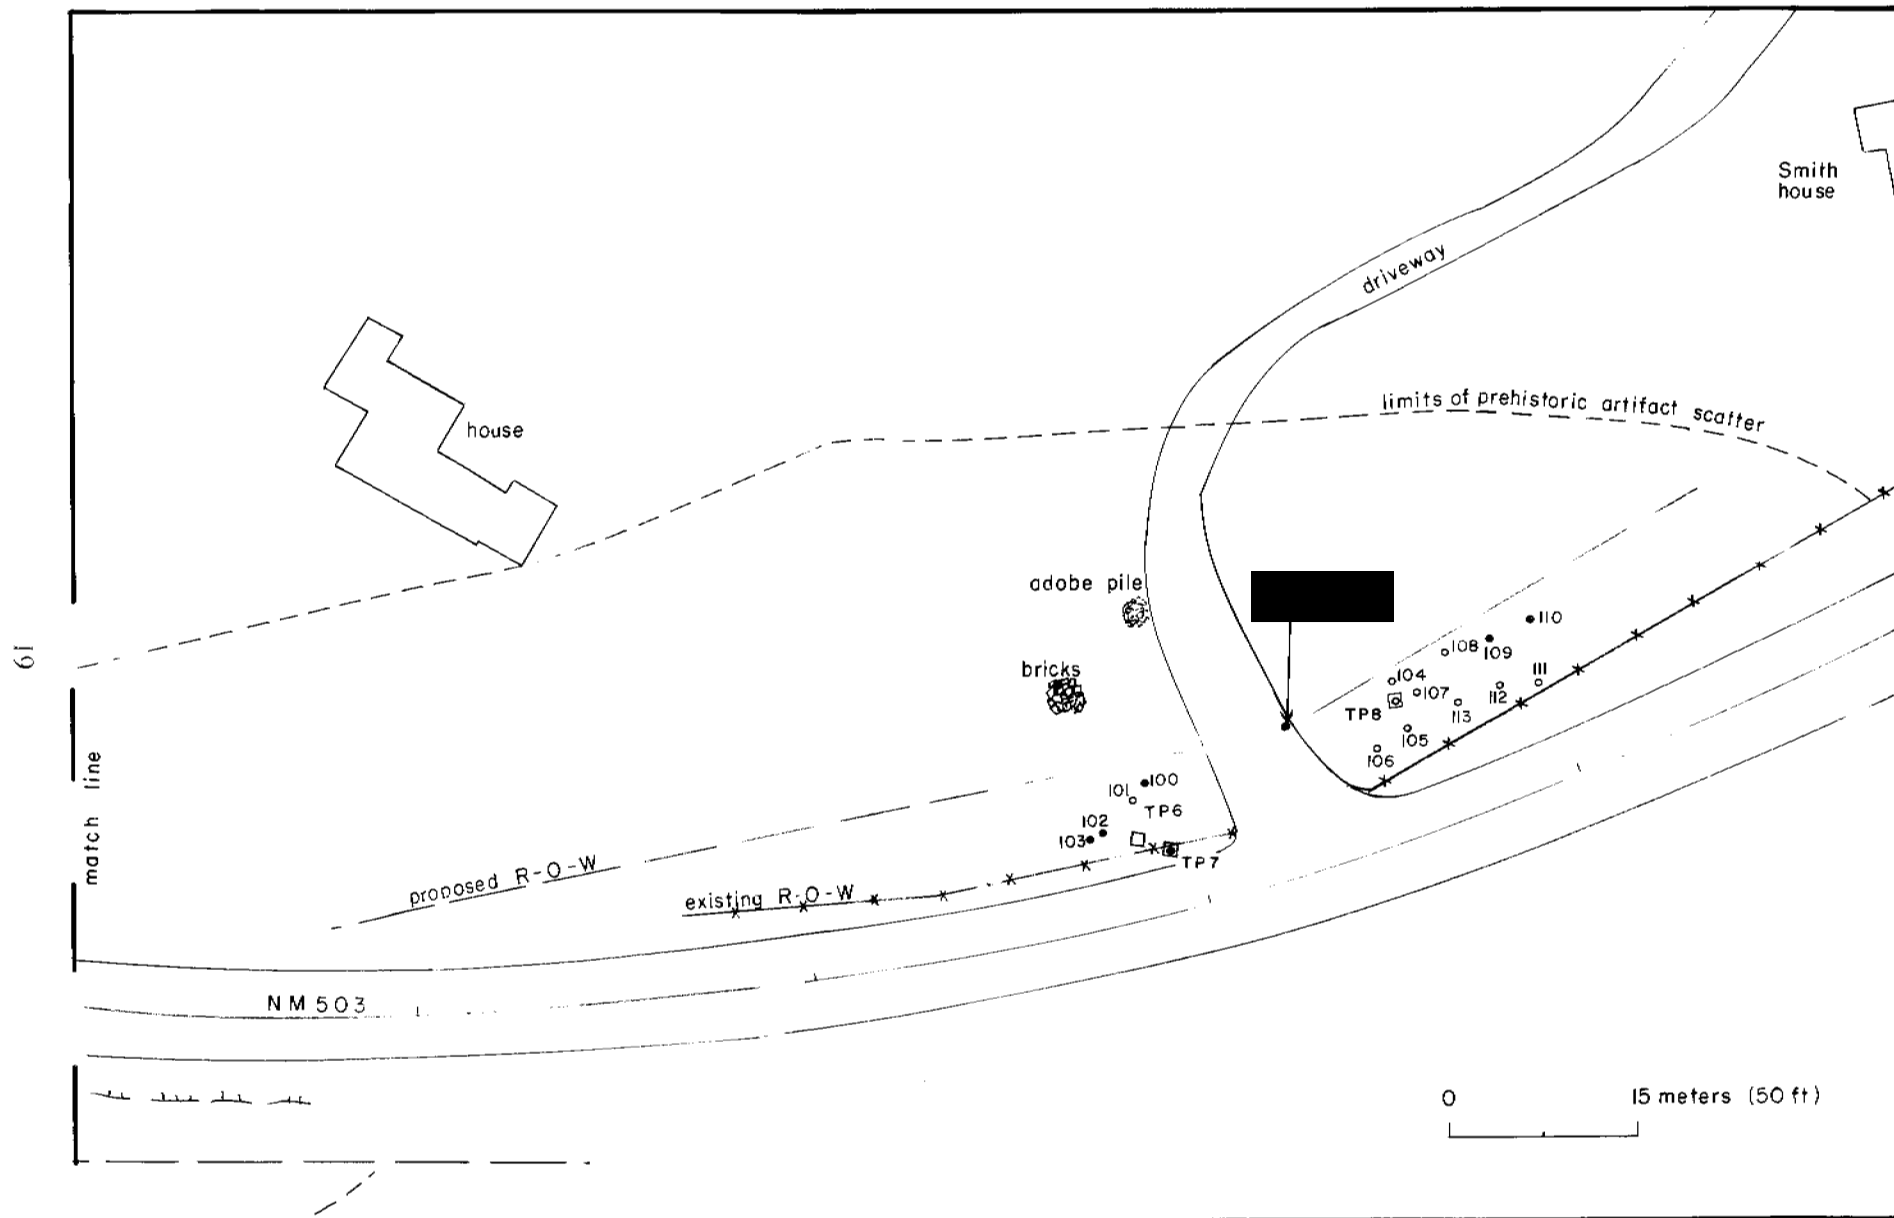 Smith
house
driveway
limits of prehistoric artifact scatter
house
adobe pile
bricks
110
108
109
104
107
111
112
TP8
113
105
106
100
101
TP6
102
103
TP7
proposed R-O-W
existing R-O-W
match line
19
NM 503
0 15 meters (50 ft)